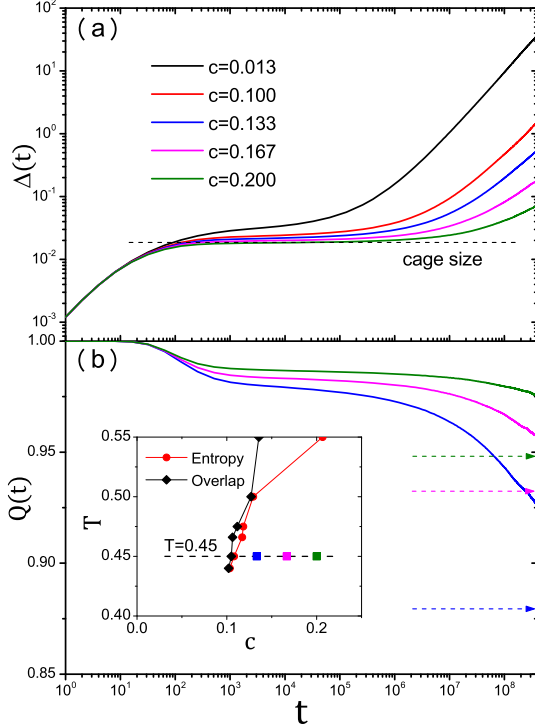 (a)
10²
10¹
10⁰
10⁻¹
10⁻²
10⁻³
Δ(t)
c=0.013
c=0.100
c=0.133
c=0.167
c=0.200
cage size
(b)
1.00
0.95
0.90
0.85
Q(t)
0.55
0.50
0.45
0.40
T
Entropy
Overlap
T=0.45
0.0 0.1 0.2
c
10⁰ 10¹ 10² 10³ 10⁴ 10⁵ 10⁶ 10⁷ 10⁸
t